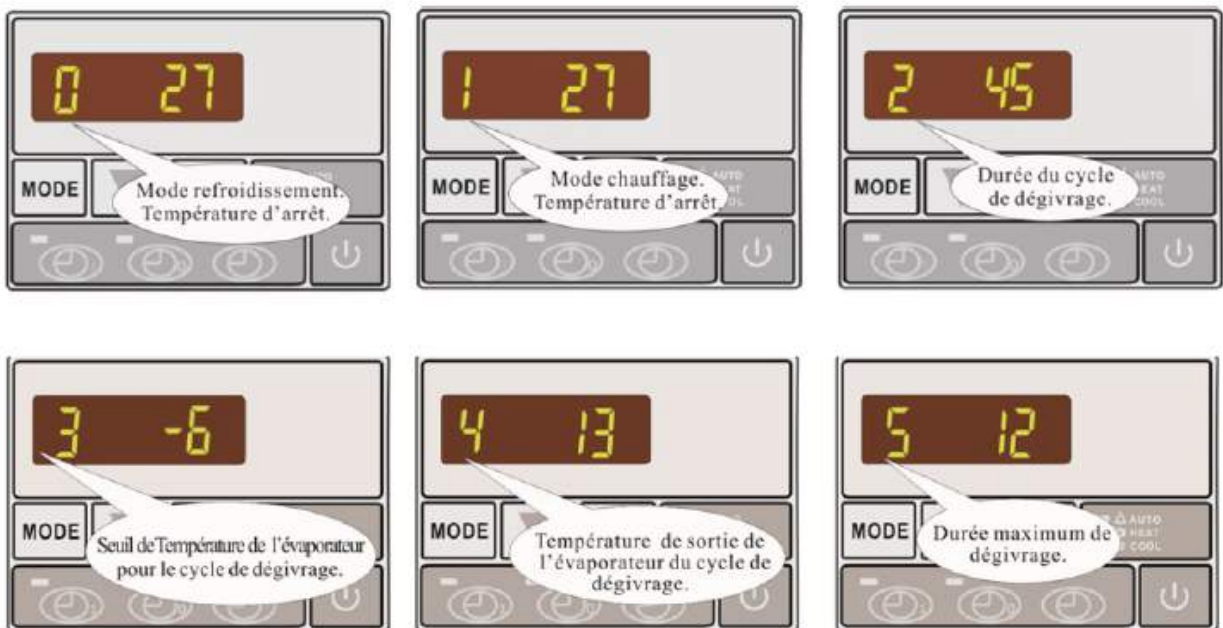 0 27
MODE
Mode refroidissement.
Température d'arrêt.
1 27
MODE
Mode chauffage.
Température d'arrêt.
2 45
MODE
AUTO
HEAT
COOL
Durée du cycle
de dégivrage.
3 -6
MODE
Seuil de Température de l'évaporateur
pour le cycle de dégivrage.
4 13
MODE
Température de sortie de
l'évaporateur du cycle de
dégivrage.
5 12
MODE
AUTO
HEAT
COOL
Durée maximum de
dégivrage.